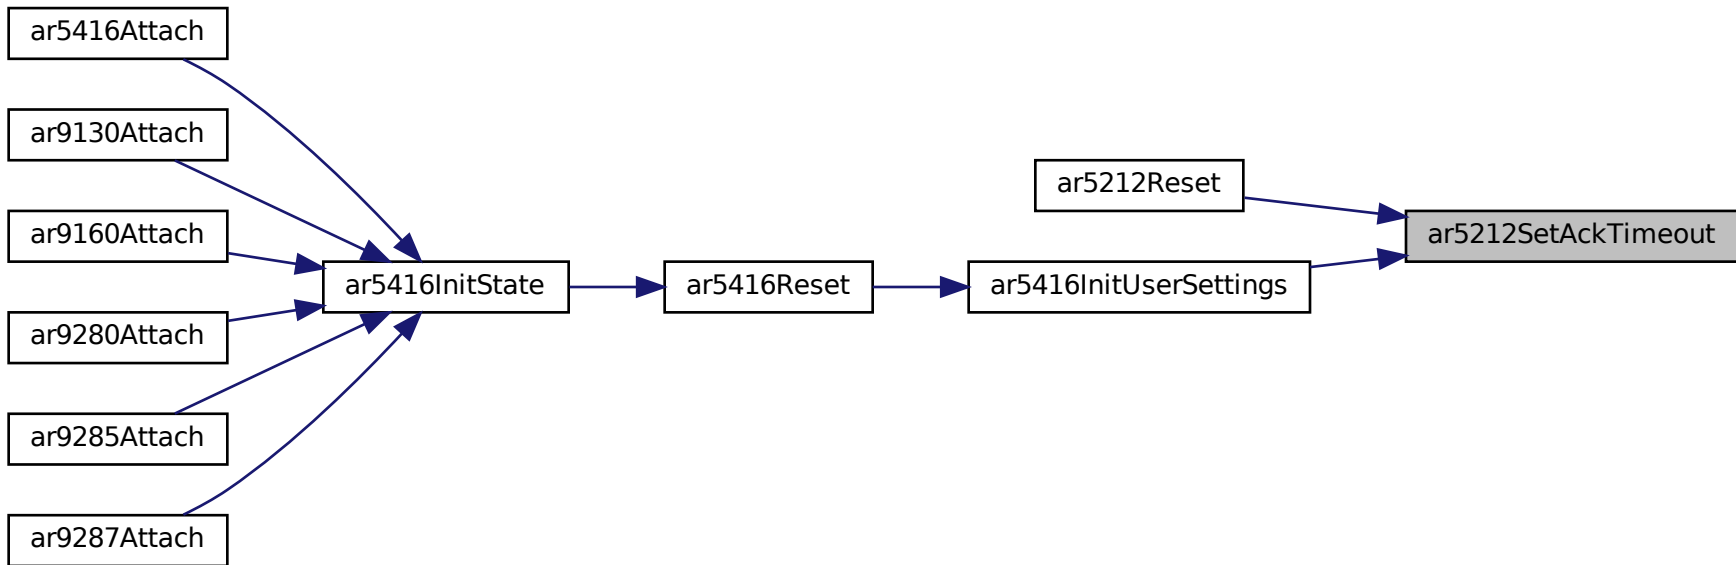 ar5416Attach
ar9130Attach
ar9160Attach
ar9280Attach
ar9285Attach
ar9287Attach
ar5416InitState
ar5416Reset
ar5212Reset
ar5416InitUserSettings
ar5212SetAckTimeout